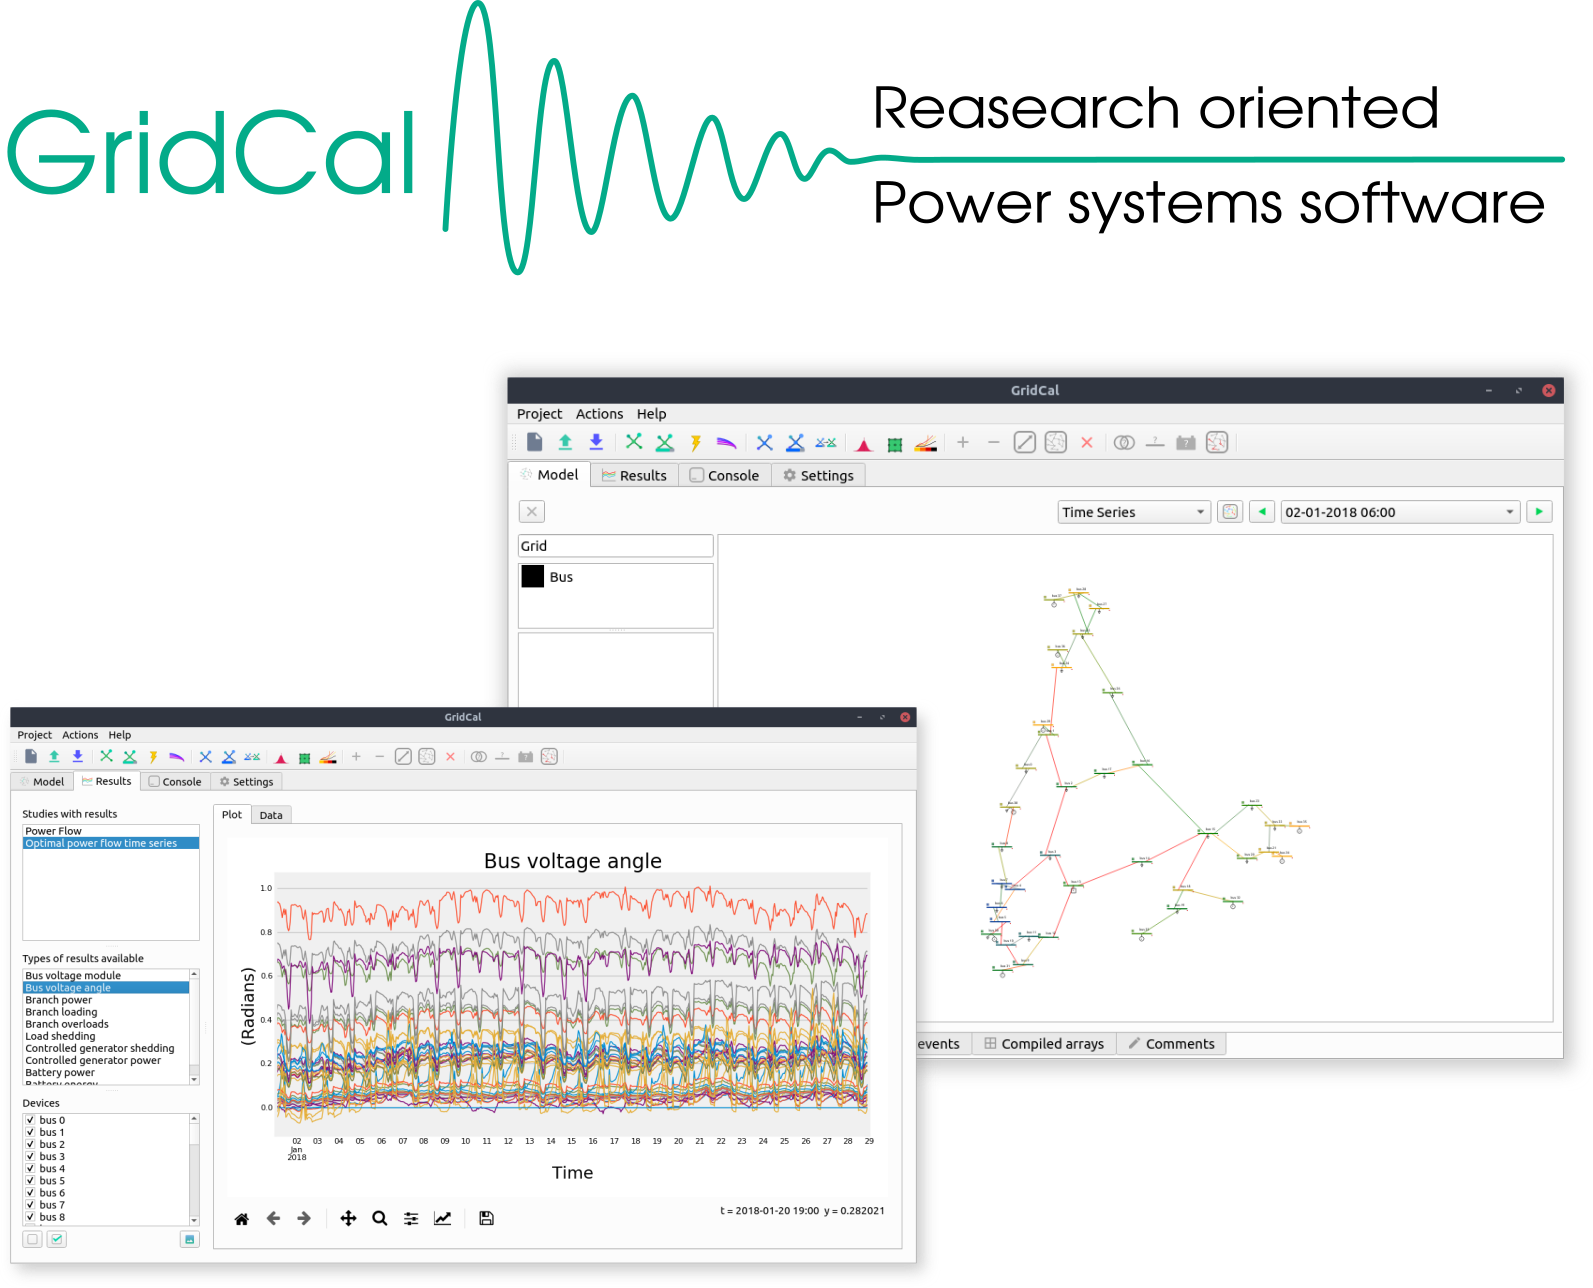 GridCal
Reasearch oriented
Power systems software
GridCal
Project Actions Help
Model Results Console Settings
Time Series 02-01-2018 06:00
Grid
Bus
events Compiled arrays Comments
GridCal
Project Actions Help
Model Results Console Settings
Studies with results
Power Flow
Optimal power flow time series
Types of results available
Bus voltage module
Bus voltage angle
Branch power
Branch loading
Branch overloads
Load shedding
Controlled generator shedding
Controlled generator power
Battery power
Battery energy
Devices
bus 0
bus 1
bus 2
bus 3
bus 4
bus 5
bus 6
bus 7
bus 8
Plot Data
Bus voltage angle
(Radians)
1.0
0.8
0.6
0.4
0.2
0.0
02 03 04 05 06 07 08 09 10 11 12 13 14 15 16 17 18 19 20 21 22 23 24 25 26 27 28 29
Jan
2018
Time
t = 2018-01-20 19:00 y = 0.282021